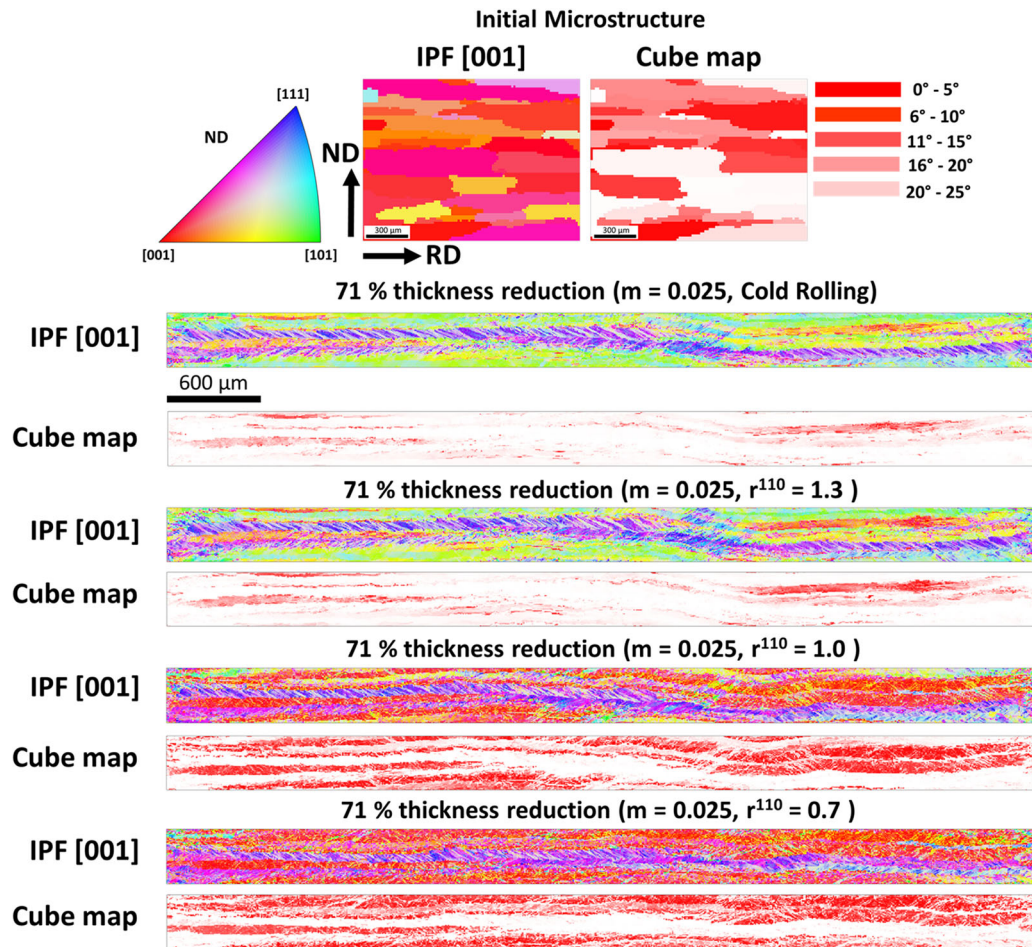 Initial Microstructure
IPF [001]
Cube map
[111]
ND
[001]
[101]
ND
RD
300 µm
300 µm
0° - 5°
6° - 10°
11° - 15°
16° - 20°
20° - 25°
71 % thickness reduction (m = 0.025, Cold Rolling)
IPF [001]
600 µm
Cube map
71 % thickness reduction (m = 0.025, r¹¹⁰ = 1.3 )
IPF [001]
Cube map
71 % thickness reduction (m = 0.025, r¹¹⁰ = 1.0 )
IPF [001]
Cube map
71 % thickness reduction (m = 0.025, r¹¹⁰ = 0.7 )
IPF [001]
Cube map